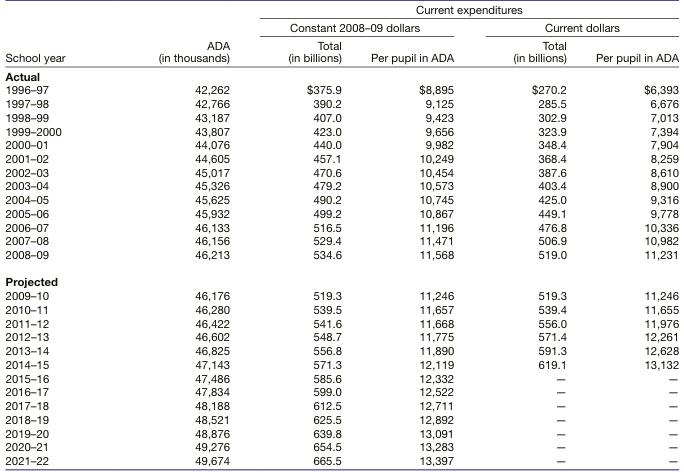 Current expenditures
Constant 2008–09 dollars Current dollars
ADA Total Total
School year (in thousands) (in billions) Per pupil in ADA (in billions) Per pupil in ADA
Actual
1996–97 42,262 $375.9 $8,895 $270.2 $6,393
1997–98 42,766 390.2 9,125 285.5 6,676
1998–99 43,187 407.0 9,423 302.9 7,013
1999–2000 43,807 423.0 9,656 323.9 7,394
2000–01 44,076 440.0 9,982 348.4 7,904
2001–02 44,605 457.1 10,249 368.4 8,259
2002–03 45,017 470.6 10,454 387.6 8,610
2003–04 45,326 479.2 10,573 403.4 8,900
2004–05 45,625 490.2 10,745 425.0 9,316
2005–06 45,932 499.2 10,867 449.1 9,778
2006–07 46,133 516.5 11,196 476.8 10,336
2007–08 46,156 529.4 11,471 506.9 10,982
2008–09 46,213 534.6 11,568 519.0 11,231
Projected
2009–10 46,176 519.3 11,246 519.3 11,246
2010–11 46,280 539.5 11,657 539.4 11,655
2011–12 46,422 541.6 11,668 556.0 11,976
2012–13 46,602 548.7 11,775 571.4 12,261
2013–14 46,825 556.8 11,890 591.3 12,628
2014–15 47,143 571.3 12,119 619.1 13,132
2015–16 47,486 585.6 12,332 — —
2016–17 47,834 599.0 12,522 — —
2017–18 48,188 612.5 12,711 — —
2018–19 48,521 625.5 12,892 — —
2019–20 48,876 639.8 13,091 — —
2020–21 49,276 654.5 13,283 — —
2021–22 49,674 665.5 13,397 — —